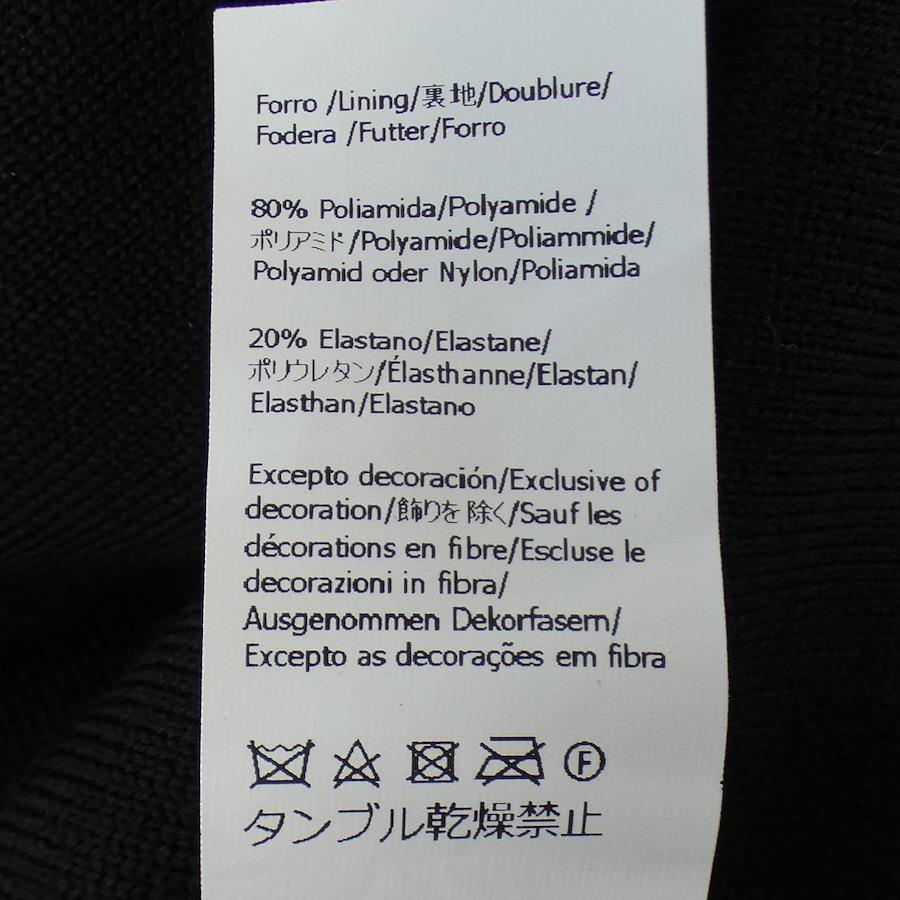 Forro /Lining/裏地/Doublure/
Fodera /Futter/Forro
80% Poliamida/Polyamide /
ポリアミド/Polyamide/Poliammide/
Polyamid oder Nylon/Poliamida
20% Elastano/Elastane/
ポリウレタン/Élasthanne/Elastan/
Elasthan/Elastano
Excepto decoración/Exclusive of
decoration/飾りを除く/Sauf les
décorations en fibre/Escluse le
decorazioni in fibra/
Ausgenommen Dekorfasern/
Excepto as decorações em fibra
F
タンブル乾燥禁止